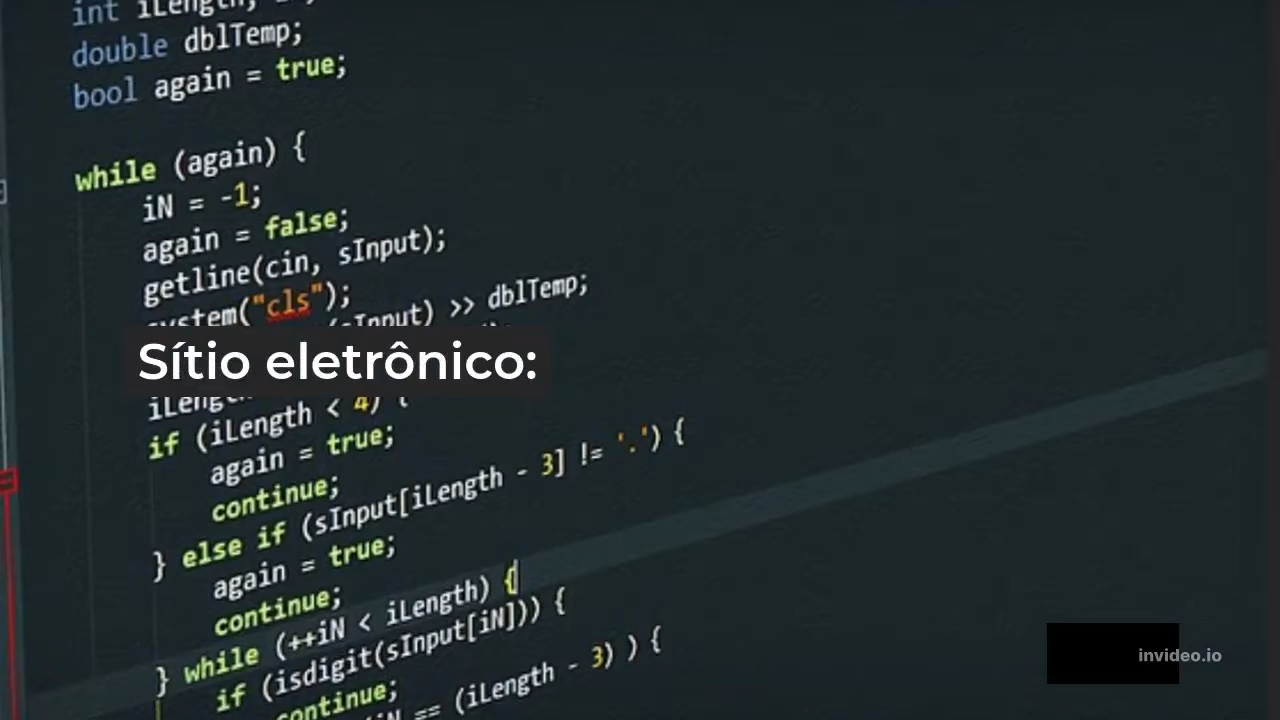 int iLength,
double dblTemp;
bool again = true;
while (again) {
iN = -1;
again = false;
getline(cin, sInput);
system("cls");
(sInput) >> dblTemp;
Sítio eletrônico:
iLength
if (iLength < 4) {
again = true;
continue;
} else if (sInput[iLength - 3] != '.') {
again = true;
continue;
} while (++iN < iLength) {
if (isdigit(sInput[iN])) {
continue;
(iN == (iLength - 3) ) {
invideo.io